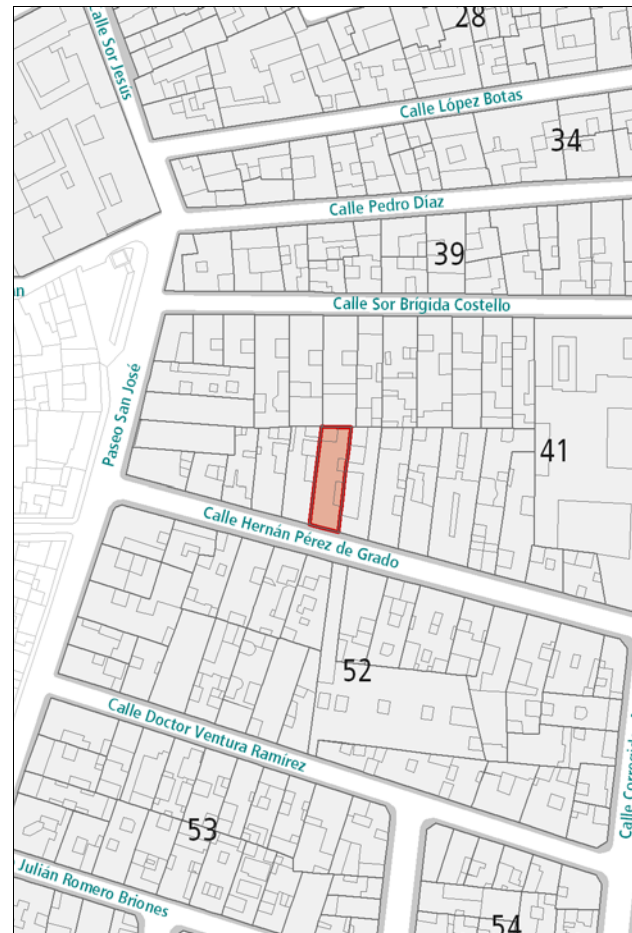 28
Calle Sor Jesús
Calle López Botas
34
Calle Pedro Díaz
39
Calle Sor Brígida Costello
Paseo San José
41
Calle Hernán Pérez de Grado
52
Calle Doctor Ventura Ramírez
53
Julián Romero Briones
54